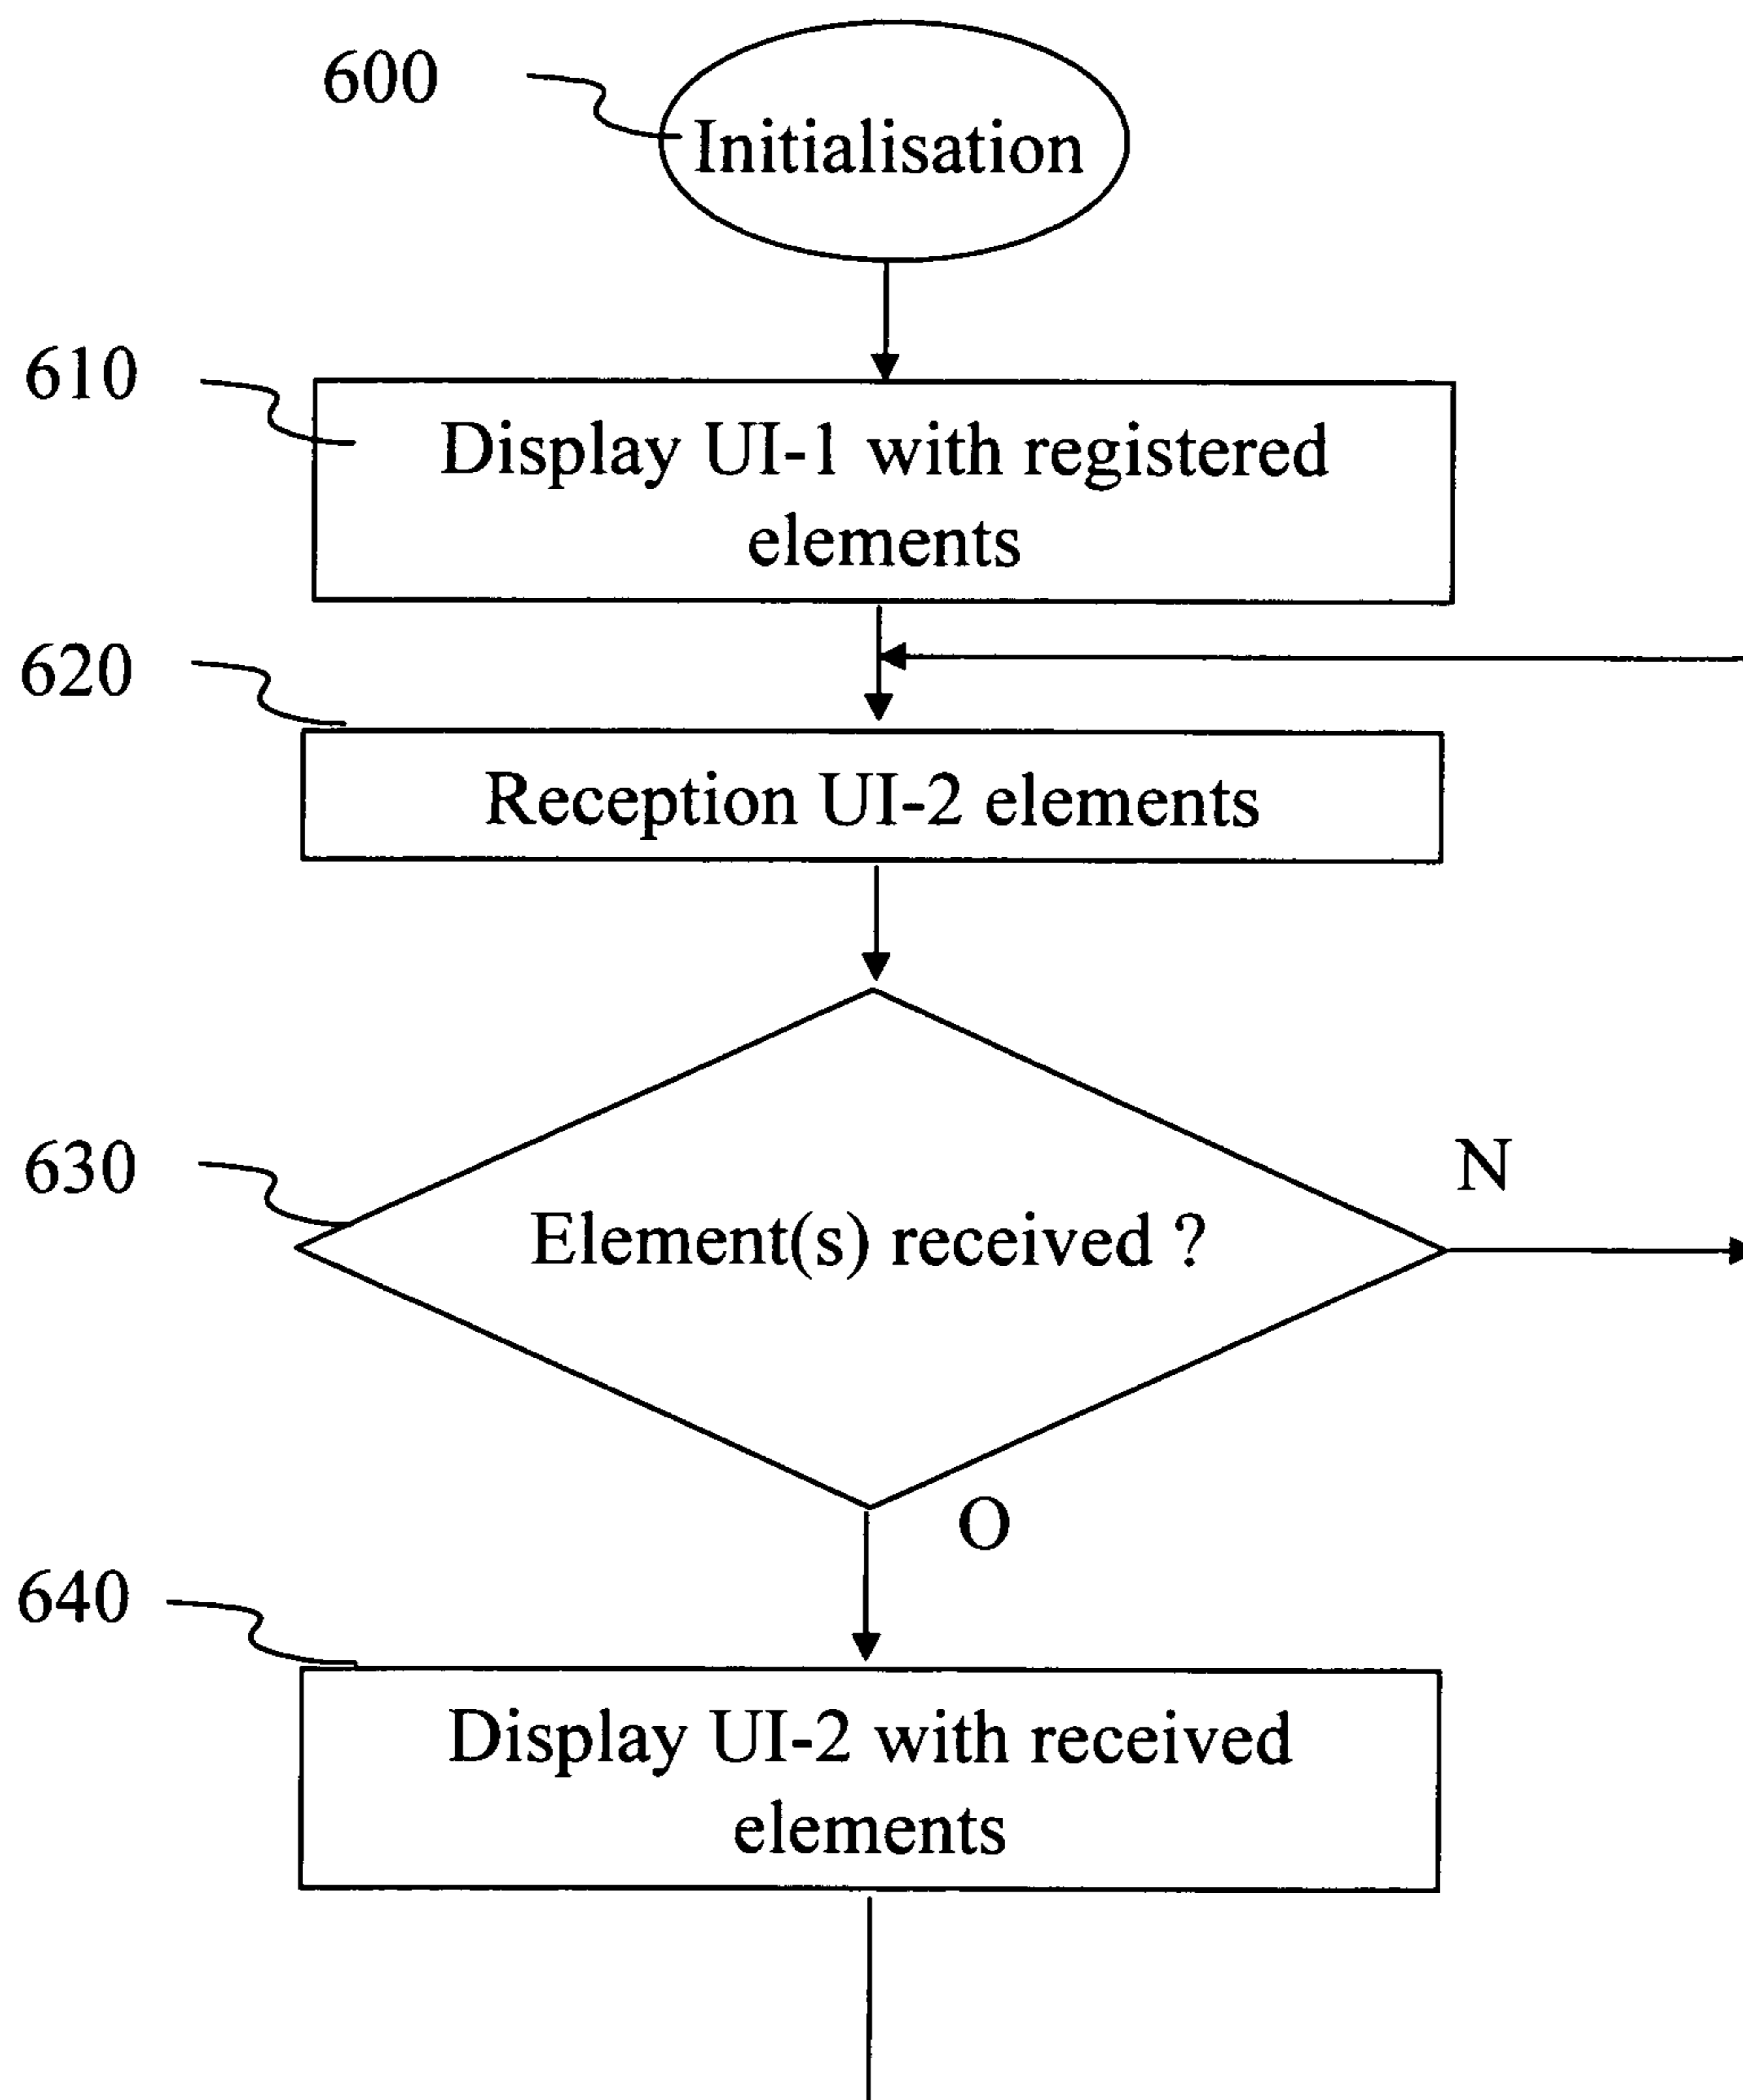 600
Initialisation
610
Display UI-1 with registered
elements
620
Reception UI-2 elements
630
Element(s) received ?
N
O
640
Display UI-2 with received
elements